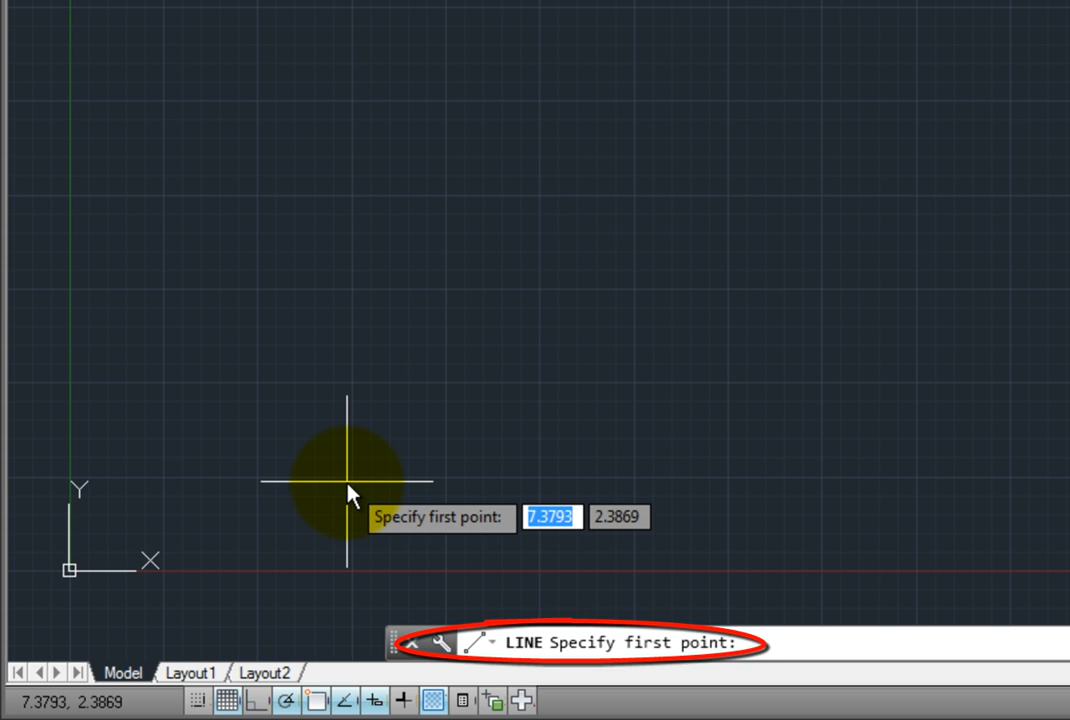 Y
X
Specify first point: 7.3793 2.3869
LINE Specify first point:
Model Layout1 Layout2
7.3793, 2.3869